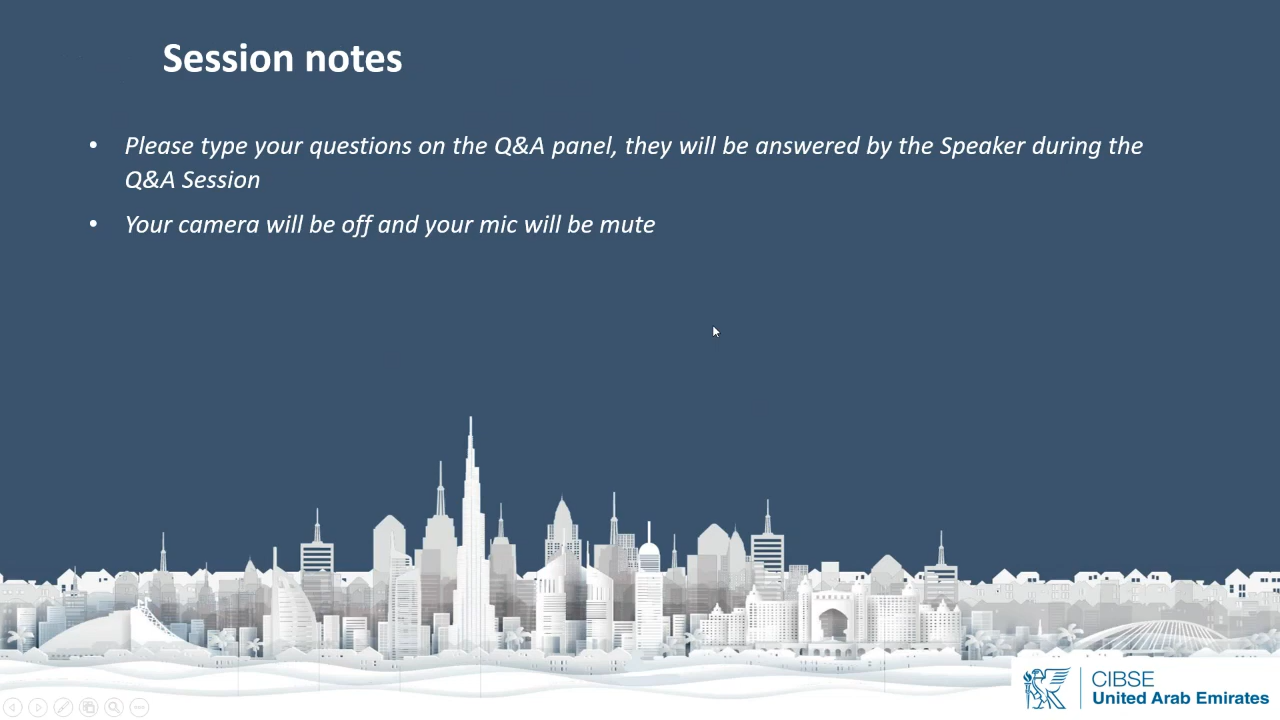 Session notes
• Please type your questions on the Q&A panel, they will be answered by the Speaker during the
Q&A Session
• Your camera will be off and your mic will be mute
CIBSE
United Arab Emirates